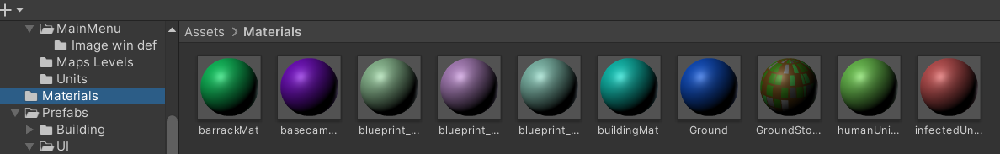 MainMenu
Image win def
Maps Levels
Units
Materials
Prefabs
Building
UI
Assets > Materials
barrackMat basecam... blueprint_... blueprint_... blueprint_... buildingMat Ground GroundSto... humanUni... infectedUn...